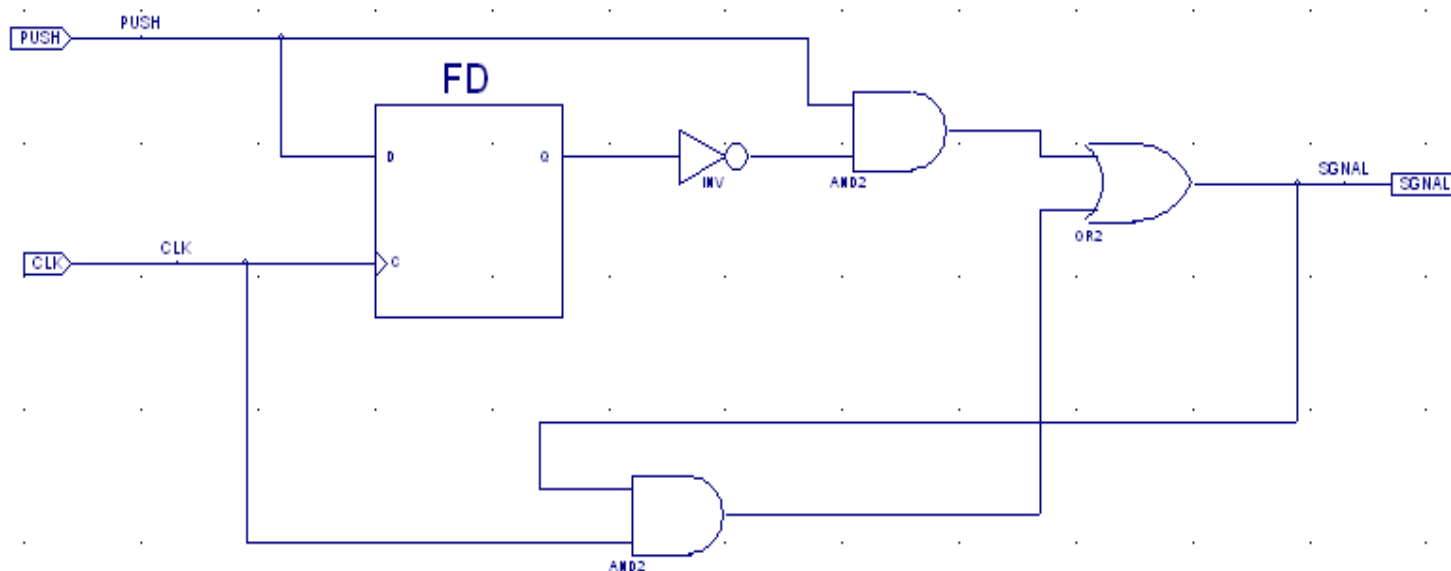 PUSH
PUSH
FD
D
Q
INV
AND2
OR2
SGNAL
SGNAL
CLK
CLK
C
AND2